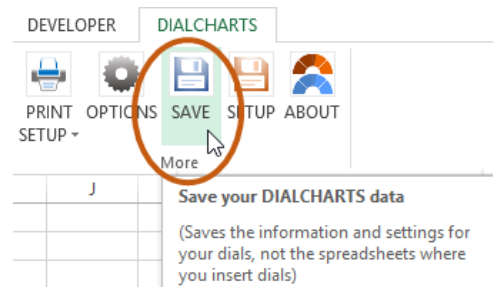 DEVELOPER DIALCHARTS
PRINT SETUP OPTIONS SAVE SETUP ABOUT
More
J
Save your DIALCHARTS data
(Saves the information and settings for
your dials, not the spreadsheets where
you insert dials)